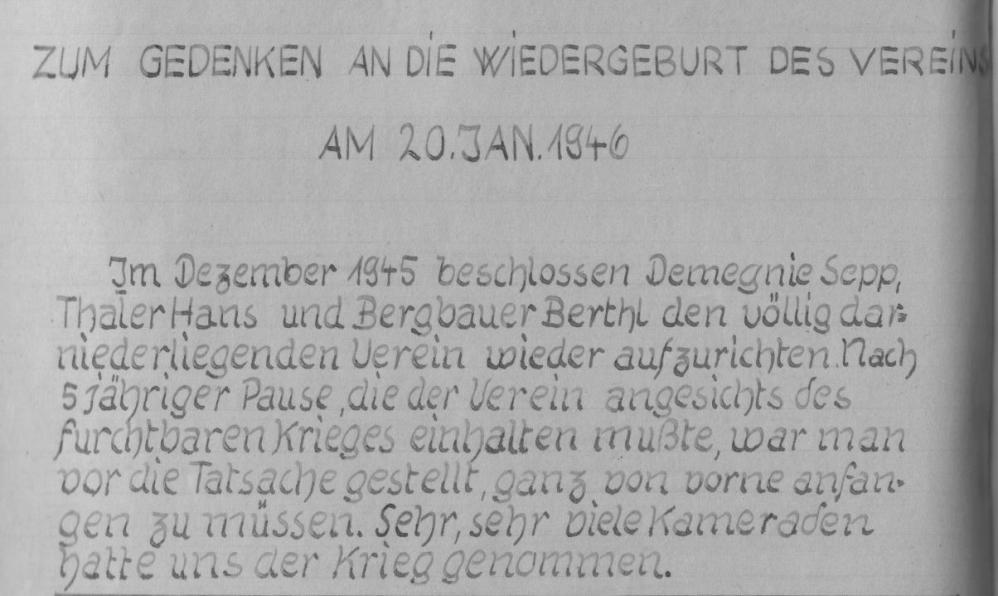 ZUM GEDENKEN AN DIE WIEDERGEBURT DES VEREINS
AM 20. JAN. 1946
Im Dezember 1945 beschlossen Demegnie Sepp,
Thaler Hans und Bergbauer Berthl den völlig dar=
niederliegenden Verein wieder aufzurichten. Nach
5 jähriger Pause, die der Verein angesichts des
furchtbaren Krieges einhalten mußte, war man
vor die Tatsache gestellt, ganz von vorne anfan-
gen zu müssen. Sehr, sehr viele Kameraden
hatte uns der Krieg genommen.